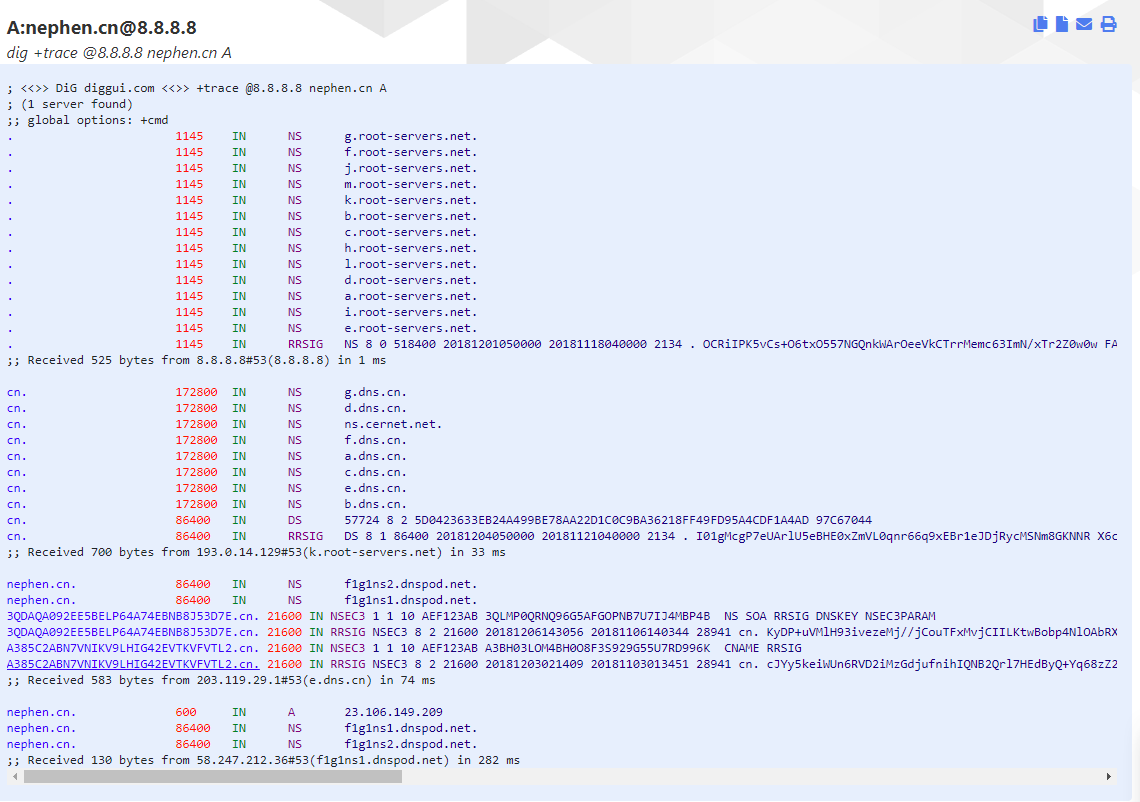 A:nephen.cn@8.8.8.8
dig +trace @8.8.8.8 nephen.cn A
; <<>> DiG diggui.com <<>> +trace @8.8.8.8 nephen.cn A
; (1 server found)
;; global options: +cmd
. 1145 IN NS g.root-servers.net.
. 1145 IN NS f.root-servers.net.
. 1145 IN NS j.root-servers.net.
. 1145 IN NS m.root-servers.net.
. 1145 IN NS k.root-servers.net.
. 1145 IN NS b.root-servers.net.
. 1145 IN NS c.root-servers.net.
. 1145 IN NS h.root-servers.net.
. 1145 IN NS l.root-servers.net.
. 1145 IN NS d.root-servers.net.
. 1145 IN NS a.root-servers.net.
. 1145 IN NS i.root-servers.net.
. 1145 IN NS e.root-servers.net.
. 1145 IN RRSIG NS 8 0 518400 20181201050000 20181118040000 2134 . OCRiIPK5vCs+O6txO557NGQnkWArOeeVkCTrrMemc63ImN/xTr2Z0w0w FA
;; Received 525 bytes from 8.8.8.8#53(8.8.8.8) in 1 ms
cn. 172800 IN NS g.dns.cn.
cn. 172800 IN NS d.dns.cn.
cn. 172800 IN NS ns.cernet.net.
cn. 172800 IN NS f.dns.cn.
cn. 172800 IN NS a.dns.cn.
cn. 172800 IN NS c.dns.cn.
cn. 172800 IN NS e.dns.cn.
cn. 172800 IN NS b.dns.cn.
cn. 86400 IN DS 57724 8 2 5D0423633EB24A499BE78AA22D1C0C9BA36218FF49FD95A4CDF1A4AD 97C67044
cn. 86400 IN RRSIG DS 8 1 86400 20181204050000 20181121040000 2134 . I01gMcgP7eUArlU5eBHE0xZmVL0qnr66q9xEBr1eJDjRycMSNm8GKNNR X6c
;; Received 700 bytes from 193.0.14.129#53(k.root-servers.net) in 33 ms
nephen.cn. 86400 IN NS f1g1ns2.dnspod.net.
nephen.cn. 86400 IN NS f1g1ns1.dnspod.net.
3QDAQA092EE5BELP64A74EBNB8J53D7E.cn. 21600 IN NSEC3 1 1 10 AEF123AB 3QLMP0QRNQ96G5AFGOPNB7U7IJ4MBP4B NS SOA RRSIG DNSKEY NSEC3PARAM
3QDAQA092EE5BELP64A74EBNB8J53D7E.cn. 21600 IN RRSIG NSEC3 8 2 21600 20181206143056 20181106140344 28941 cn. KyDP+uVMlH93ivezeMj//jCouTFxMvjCIILKtwBobp4NlOAbRX
A385C2ABN7VNIKV9LHIG42EVTKVFVTL2.cn. 21600 IN NSEC3 1 1 10 AEF123AB A3BH03LOM4BH0O8F3S929G55U7RD996K CNAME RRSIG
A385C2ABN7VNIKV9LHIG42EVTKVFVTL2.cn. 21600 IN RRSIG NSEC3 8 2 21600 20181203021409 20181103013451 28941 cn. cJYy5keiWUn6RVD2iMzGdjufnihIQNB2Qrl7HEdByQ+Yq68zZ2
;; Received 583 bytes from 203.119.29.1#53(e.dns.cn) in 74 ms
nephen.cn. 600 IN A 23.106.149.209
nephen.cn. 86400 IN NS f1g1ns1.dnspod.net.
nephen.cn. 86400 IN NS f1g1ns2.dnspod.net.
;; Received 130 bytes from 58.247.212.36#53(f1g1ns1.dnspod.net) in 282 ms